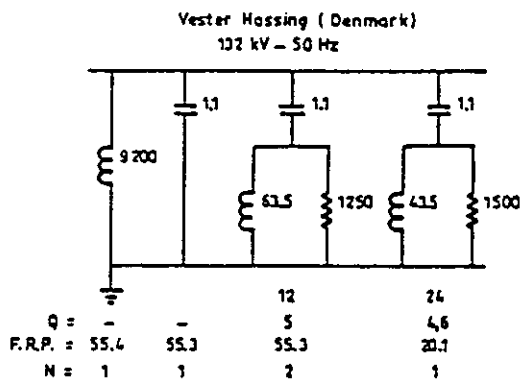 Vester Hassing (Denmark)
132 kV – 50 Hz
1.1 1.1 1.1
9 200
63.5 1250 43.5 1500
12 24
Q = – – 5 4,6
F.R.P. = 55.4 55.3 55.3 20.1
N = 1 1 2 1